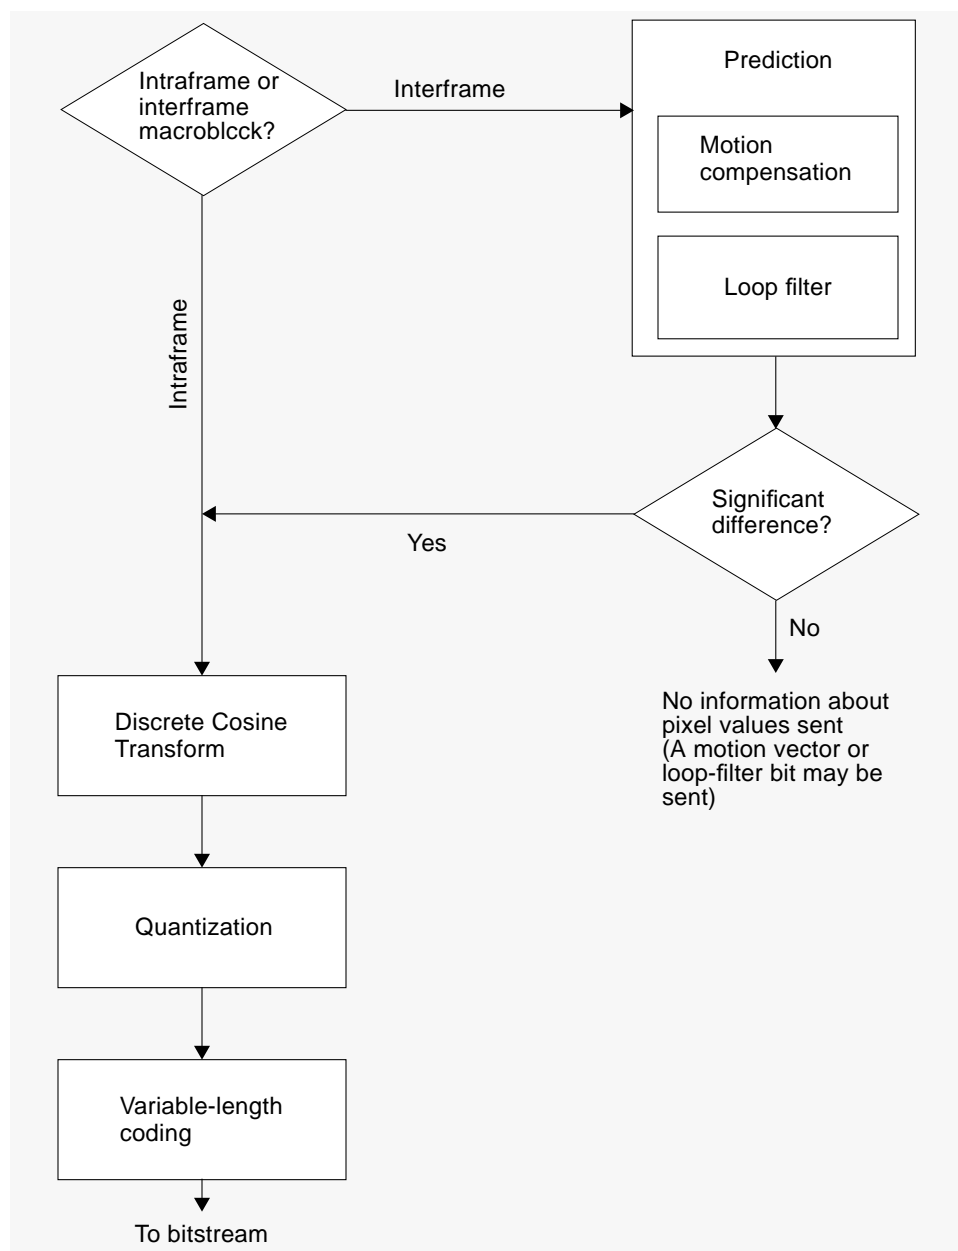 Intraframe or
interframe
macroblcck?
Interframe
Prediction
Motion
compensation
Loop filter
Intraframe
Significant
difference?
Yes
No
No information about
pixel values sent
(A motion vector or
loop-filter bit may be
sent)
Discrete Cosine
Transform
Quantization
Variable-length
coding
To bitstream